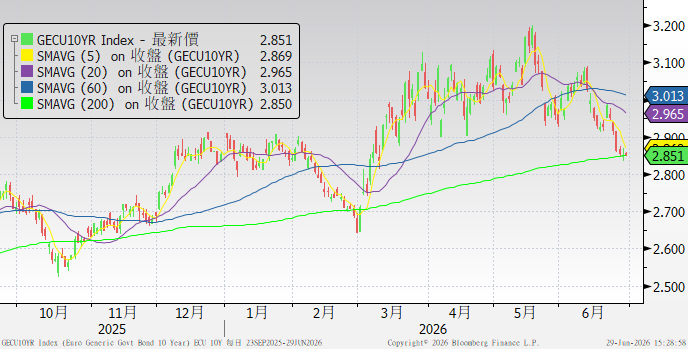 GECU10YR Index - 最新價 2.851
SMAVG (5) on 收盤 (GECU10YR) 2.869
SMAVG (20) on 收盤 (GECU10YR) 2.965
SMAVG (60) on 收盤 (GECU10YR) 3.013
SMAVG (200) on 收盤 (GECU10YR) 2.850
3.200
3.100
3.013
2.965
2.900
2.869
2.851
2.800
2.700
2.600
2.500
10月 11月 12月 1月 2月 3月 4月 5月 6月
2025 2026
GECU10YR Index (Euro Generic Govt Bond 10 Year) ECU 10Y 每日 23SEP2025-29JUN2026 Copyright© 2026 Bloomberg Finance L.P. 29-Jun-2026 15:28:58